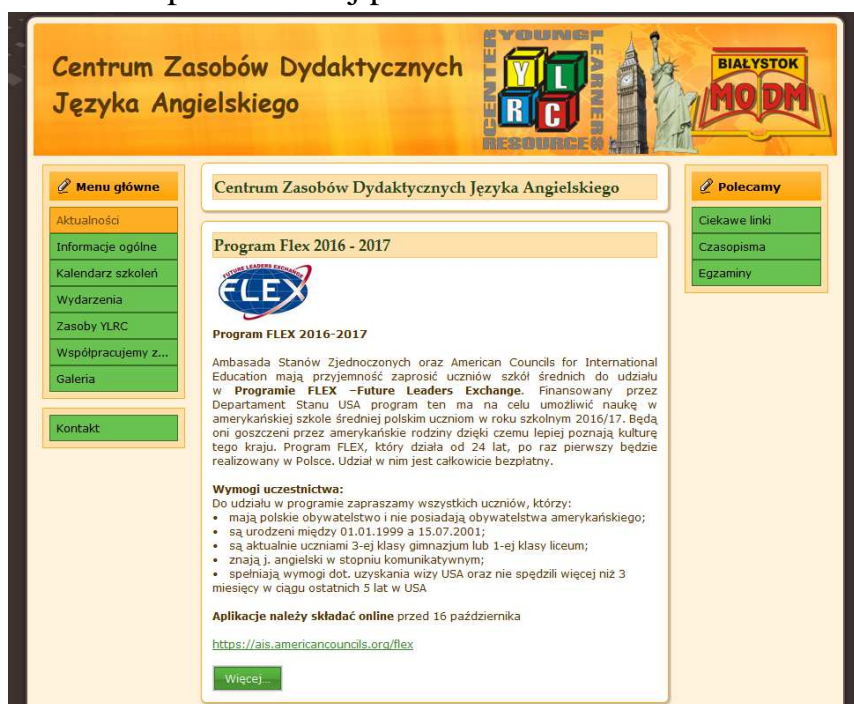 Centrum Zasobów Dydaktycznych
Języka Angielskiego
YOUNG
LEARNERS
CENTER
RESOURCES
Y L
R C
BIAŁYSTOK
MODM
Menu główne
Aktualności
Informacje ogólne
Kalendarz szkoleń
Wydarzenia
Zasoby YLRC
Współpracujemy z...
Galeria
Kontakt
Centrum Zasobów Dydaktycznych Języka Angielskiego
Program Flex 2016 - 2017
FUTURE LEADERS EXCHANGE
FLEX
Program FLEX 2016-2017
Ambasada Stanów Zjednoczonych oraz American Councils for International
Education mają przyjemność zaprosić uczniów szkół średnich do udziału
w Programie FLEX –Future Leaders Exchange. Finansowany przez
Departament Stanu USA program ten ma na celu umożliwić naukę w
amerykańskiej szkole średniej polskim uczniom w roku szkolnym 2016/17. Będą
oni goszczeni przez amerykańskie rodziny dzięki czemu lepiej poznają kulturę
tego kraju. Program FLEX, który działa od 24 lat, po raz pierwszy będzie
realizowany w Polsce. Udział w nim jest całkowicie bezpłatny.
Wymogi uczestnictwa:
Do udziału w programie zapraszamy wszystkich uczniów, którzy:
• mają polskie obywatelstwo i nie posiadają obywatelstwa amerykańskiego;
• są urodzeni między 01.01.1999 a 15.07.2001;
• są aktualnie uczniami 3-ej klasy gimnazjum lub 1-ej klasy liceum;
• znają j. angielski w stopniu komunikatywnym;
• spełniają wymogi dot. uzyskania wizy USA oraz nie spędzili więcej niż 3
miesięcy w ciągu ostatnich 5 lat w USA
Aplikacje należy składać online przed 16 października
https://ais.americancouncils.org/flex
Więcej...
Polecamy
Ciekawe linki
Czasopisma
Egzaminy